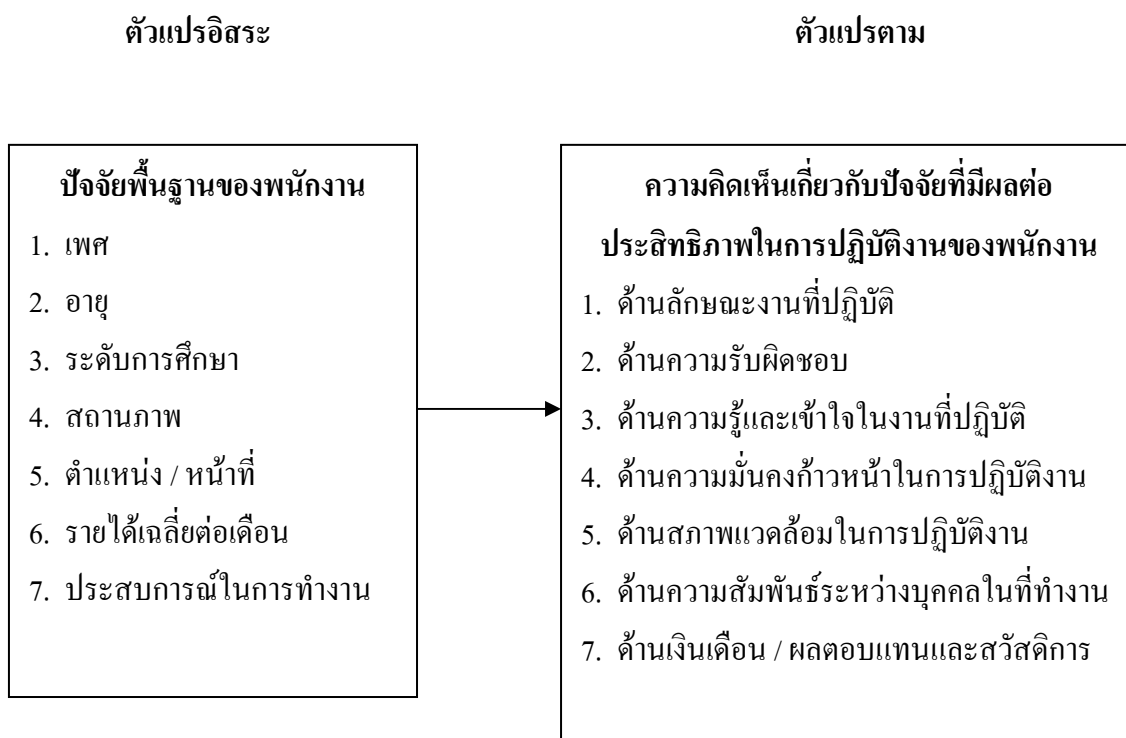 ตัวแปรอิสระ
ตัวแปรตาม
ปัจจัยพื้นฐานของพนักงาน
1. เพศ
2. อายุ
3. ระดับการศึกษา
4. สถานภาพ
5. ตำแหน่ง / หน้าที่
6. รายได้เฉลี่ยต่อเดือน
7. ประสบการณ์ในการทำงาน
ความคิดเห็นเกี่ยวกับปัจจัยที่มีผลต่อ
ประสิทธิภาพในการปฏิบัติงานของพนักงาน
1. ด้านลักษณะงานที่ปฏิบัติ
2. ด้านความรับผิดชอบ
3. ด้านความรู้และเข้าใจในงานที่ปฏิบัติ
4. ด้านความมั่นคงก้าวหน้าในการปฏิบัติงาน
5. ด้านสภาพแวดล้อมในการปฏิบัติงาน
6. ด้านความสัมพันธ์ระหว่างบุคคลในที่ทำงาน
7. ด้านเงินเดือน / ผลตอบแทนและสวัสดิการ